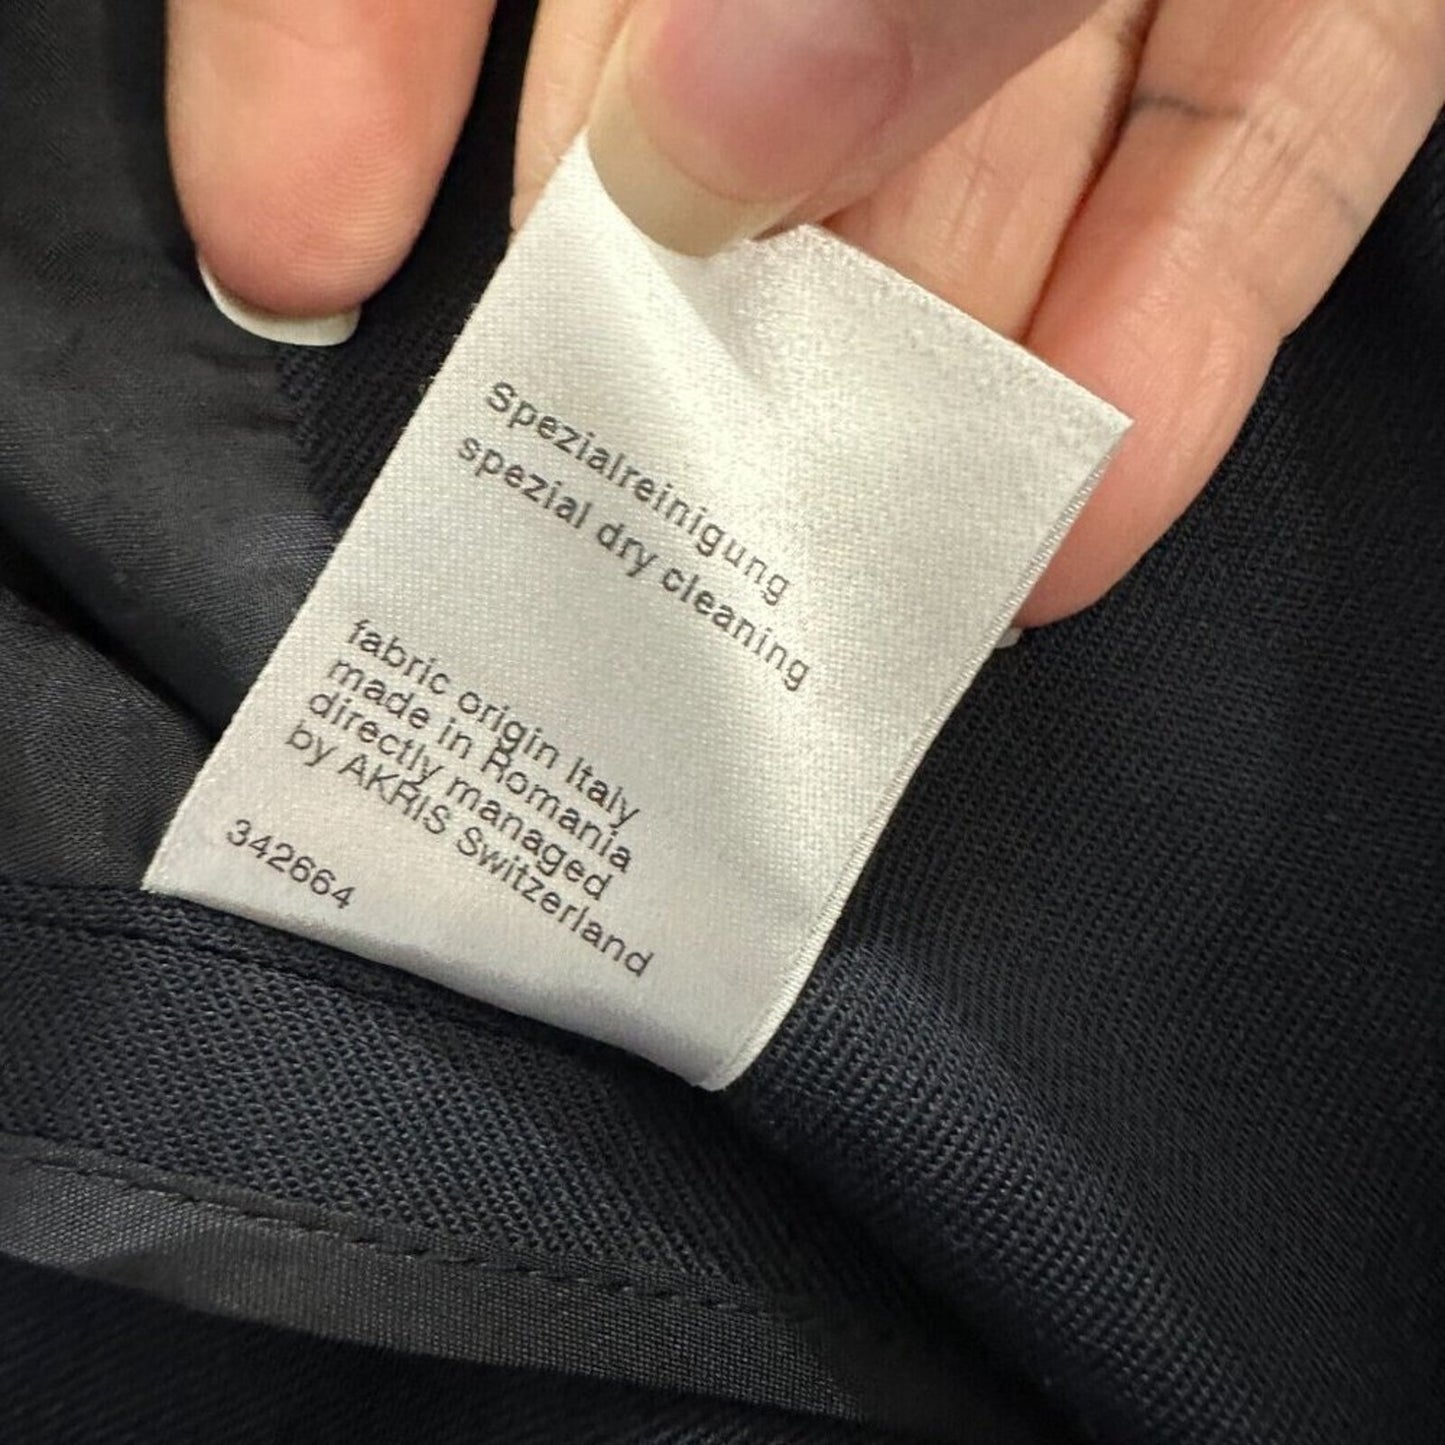 Spezialreinigung
spezial dry cleaning
fabric origin Italy
made in Romania
directly managed
by AKRIS Switzerland
342664